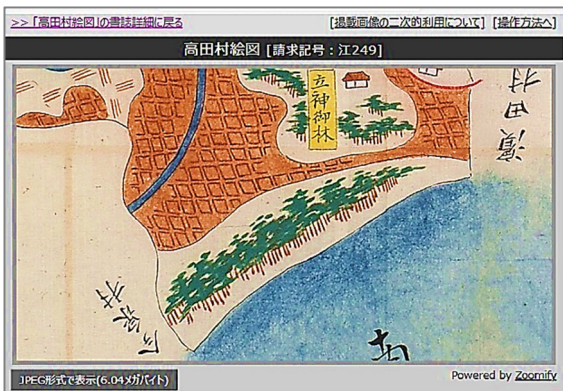 >> 「高田村絵図」の書誌詳細に戻る
[掲載画像の二次的利用について] [操作方法へ]
高田村絵図 [請求記号：江249]
立神御林
濱田村
JPEG形式で表示(6.04メガバイト)
Powered by Zoomify